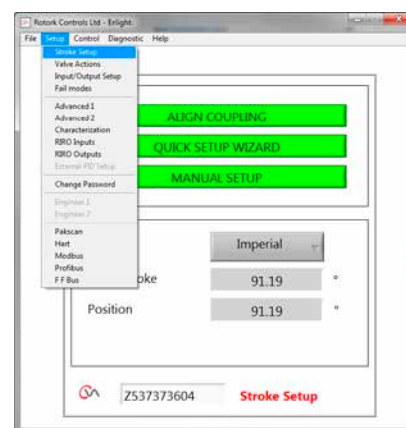 Rotork Controls Ltd - Enlight
File Setup Control Diagnostic Help
Stroke Setup
Valve Actions
Input/Output Setup
Fail modes
Advanced 1
Advanced 2
Characterization
RIRO Inputs
RIRO Outputs
External PID Setup
Change Password
Engineer 1
Engineer 2
Pakscan
Hart
Modbus
Profibus
F F Bus
ALIGN COUPLING
QUICK SETUP WIZARD
MANUAL SETUP
Imperial
oke 91.19 °
Position 91.19 °
Z537373604 Stroke Setup